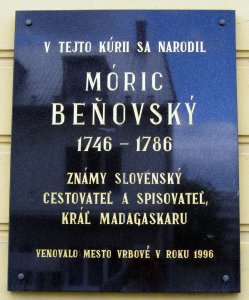 V TEJTO KÚRII SA NARODIL
MÓRIC
BEŇOVSKÝ
1746 – 1786
ZNÁMY SLOVENSKÝ
CESTOVATEĽ A SPISOVATEĽ,
KRÁĽ MADAGASKARU
VENOVALO MESTO VRBOVÉ V ROKU 1996